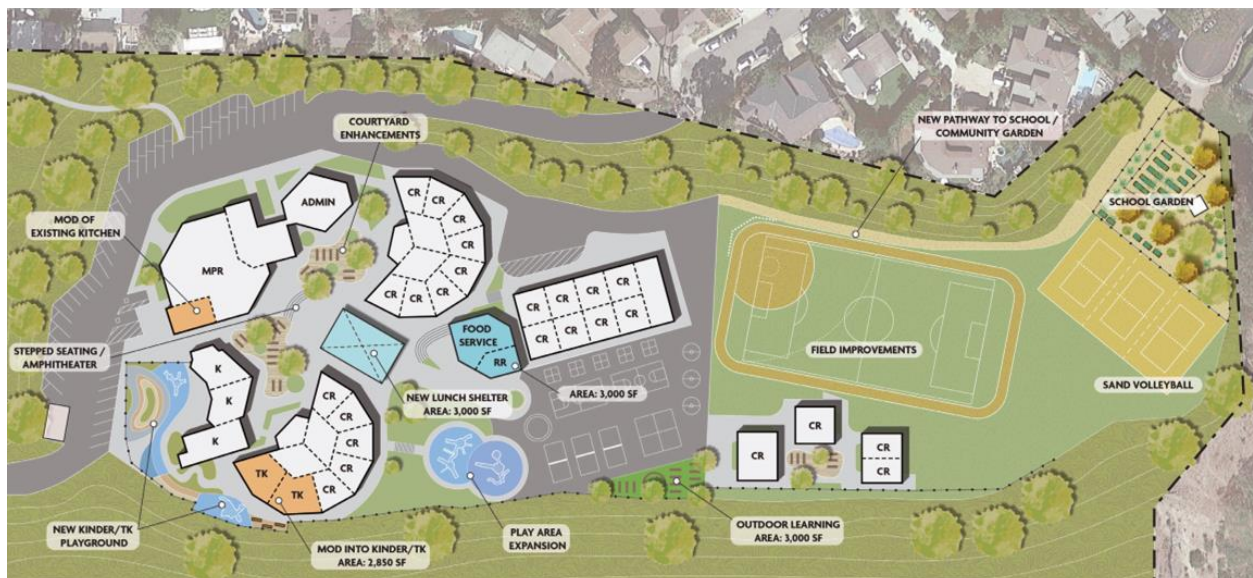 COURTYARD
ENHANCEMENTS
NEW PATHWAY TO SCHOOL /
COMMUNITY GARDEN
ADMIN
CR
CR
CR
CR
CR
CR
CR
CR
SCHOOL GARDEN
MOD OF
EXISTING KITCHEN
MPR
CR
CR
CR
CR
CR
CR
CR
CR
FOOD
SERVICE
RR
STEPPED SEATING /
AMPHITHEATER
FIELD IMPROVEMENTS
K
K
K
NEW LUNCH SHELTER
AREA: 3,000 SF
AREA: 3,000 SF
SAND VOLLEYBALL
CR
CR
CR
CR
CR
TK
TK
CR
CR
CR
CR
NEW KINDER/TK
PLAYGROUND
MOD INTO KINDER/TK
AREA: 2,850 SF
PLAY AREA
EXPANSION
OUTDOOR LEARNING
AREA: 3,000 SF